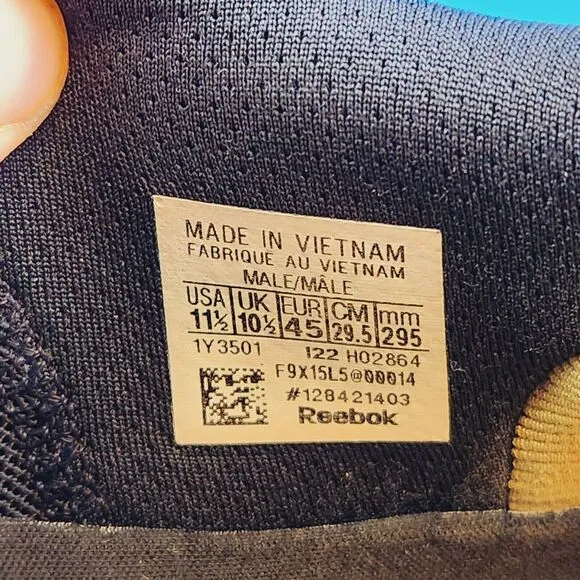 MADE IN VIETNAM
FABRIQUE AU VIETNAM
MALE/MÂLE
USA UK EUR CM mm
11½ 10½ 45 29.5 295
1Y3501 122 H02864
F9X15L5@00014
#128421403
Reebok